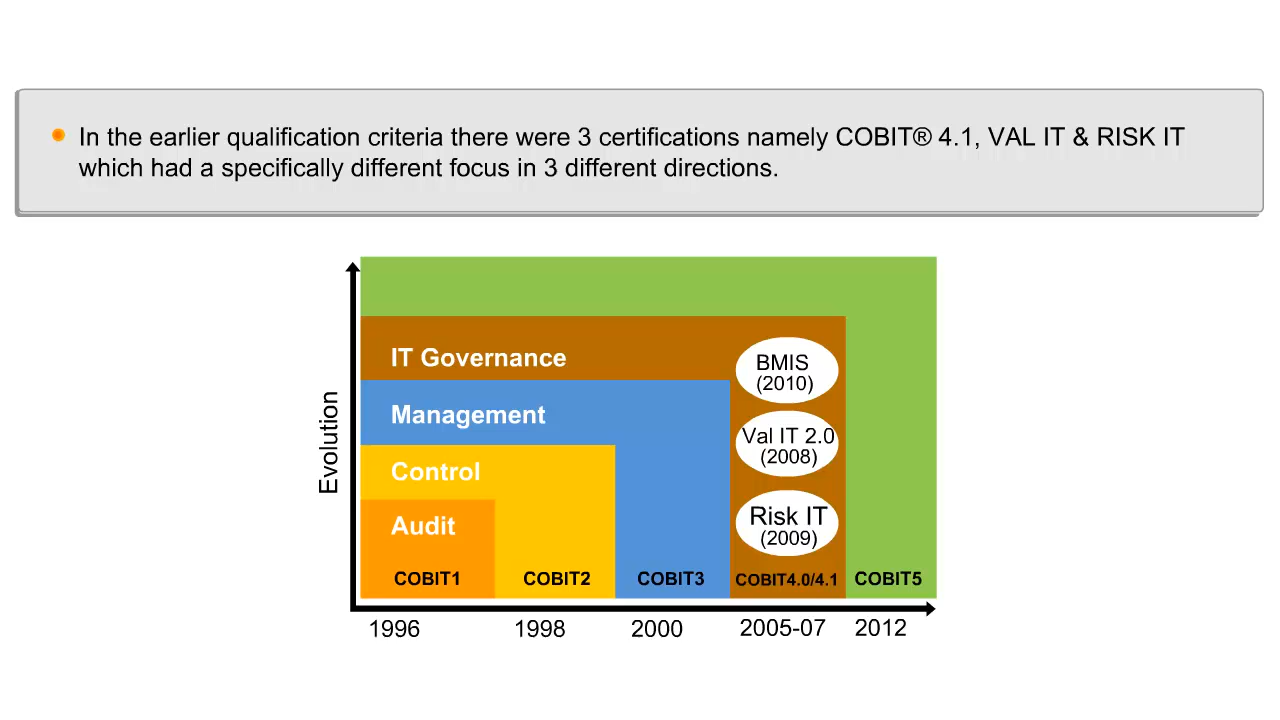 In the earlier qualification criteria there were 3 certifications namely COBIT® 4.1, VAL IT & RISK IT
which had a specifically different focus in 3 different directions.
Evolution
IT Governance
Management
Control
Audit
BMIS
(2010)
Val IT 2.0
(2008)
Risk IT
(2009)
COBIT1
COBIT2
COBIT3
COBIT4.0/4.1
COBIT5
1996
1998
2000
2005-07
2012